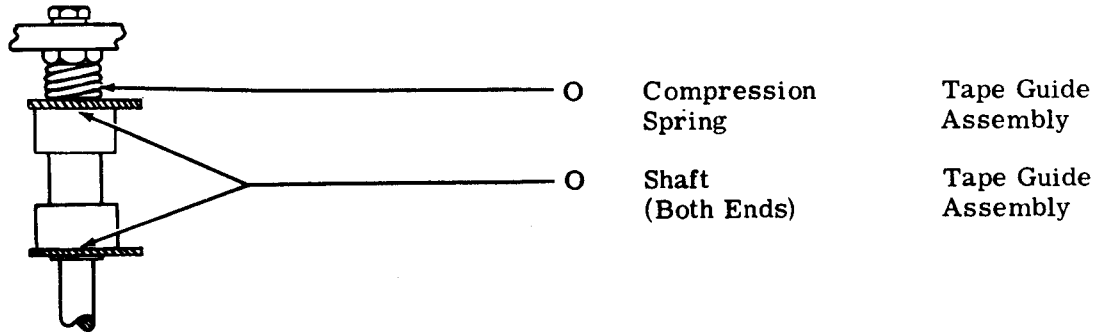 O Compression Tape Guide
Spring Assembly
O Shaft Tape Guide
(Both Ends) Assembly